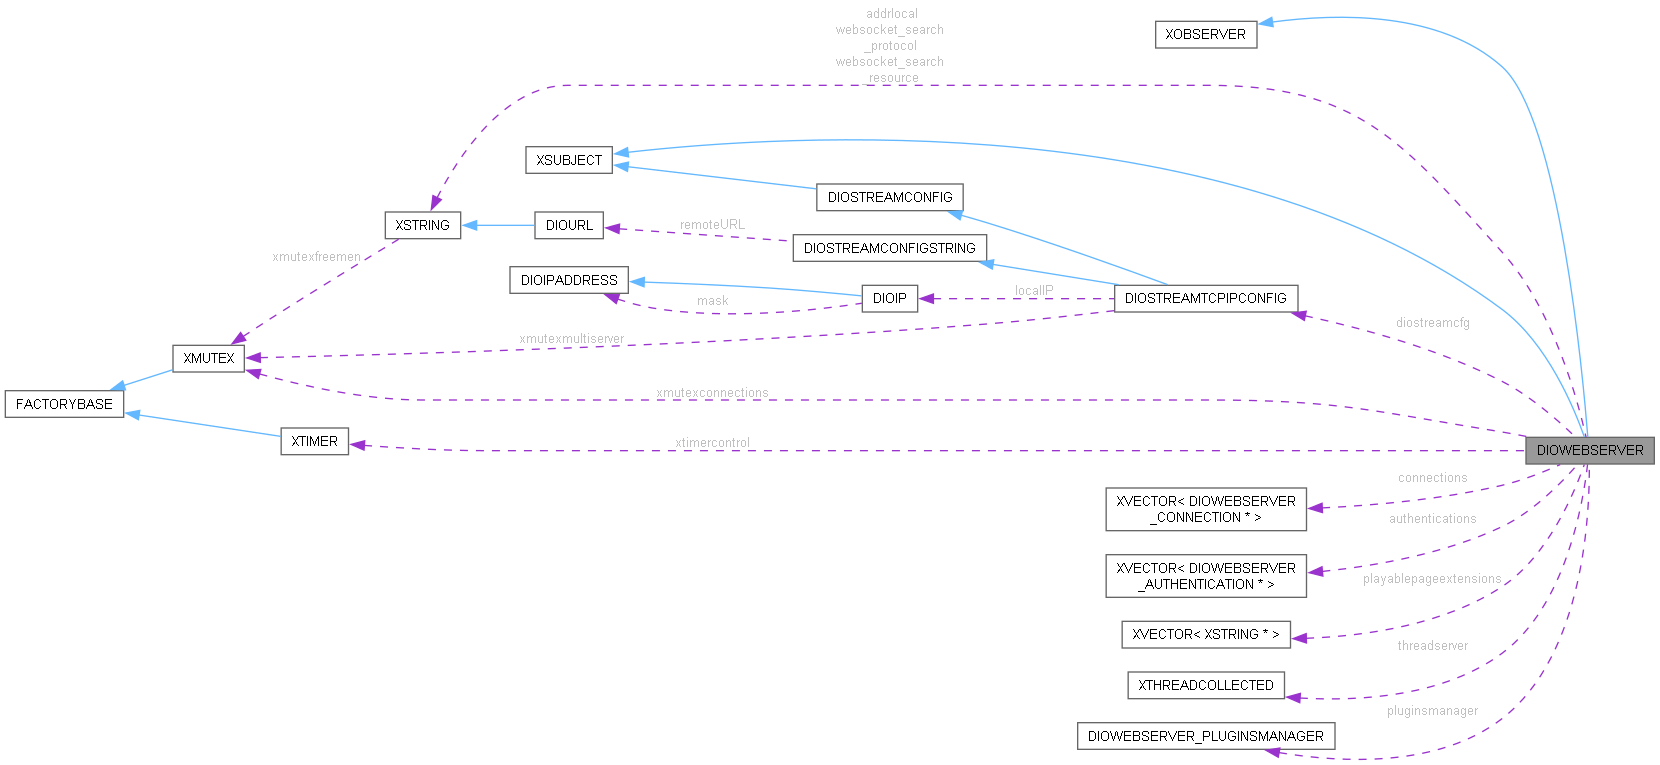 addrlocal
websocket_search
_protocol
websocket_search
_resource
XOBSERVER
XSUBJECT
DIOSTREAMCONFIG
XSTRING
DIOURL
remoteURL
DIOSTREAMCONFIGSTRING
xmutexfreemen
DIOIPADDRESS
mask
DIOIP
localIP
DIOSTREAMTCPIPCONFIG
diostreamcfg
xmutexmultiserver
XMUTEX
FACTORYBASE
xmutexconnections
XTIMER
xtimercontrol
DIOWEBSERVER
connections
XVECTOR< DIOWEBSERVER
_CONNECTION * >
authentications
XVECTOR< DIOWEBSERVER
_AUTHENTICATION * >
playablepageextensions
XVECTOR< XSTRING * >
threadserver
XTHREADCOLLECTED
pluginsmanager
DIOWEBSERVER_PLUGINSMANAGER